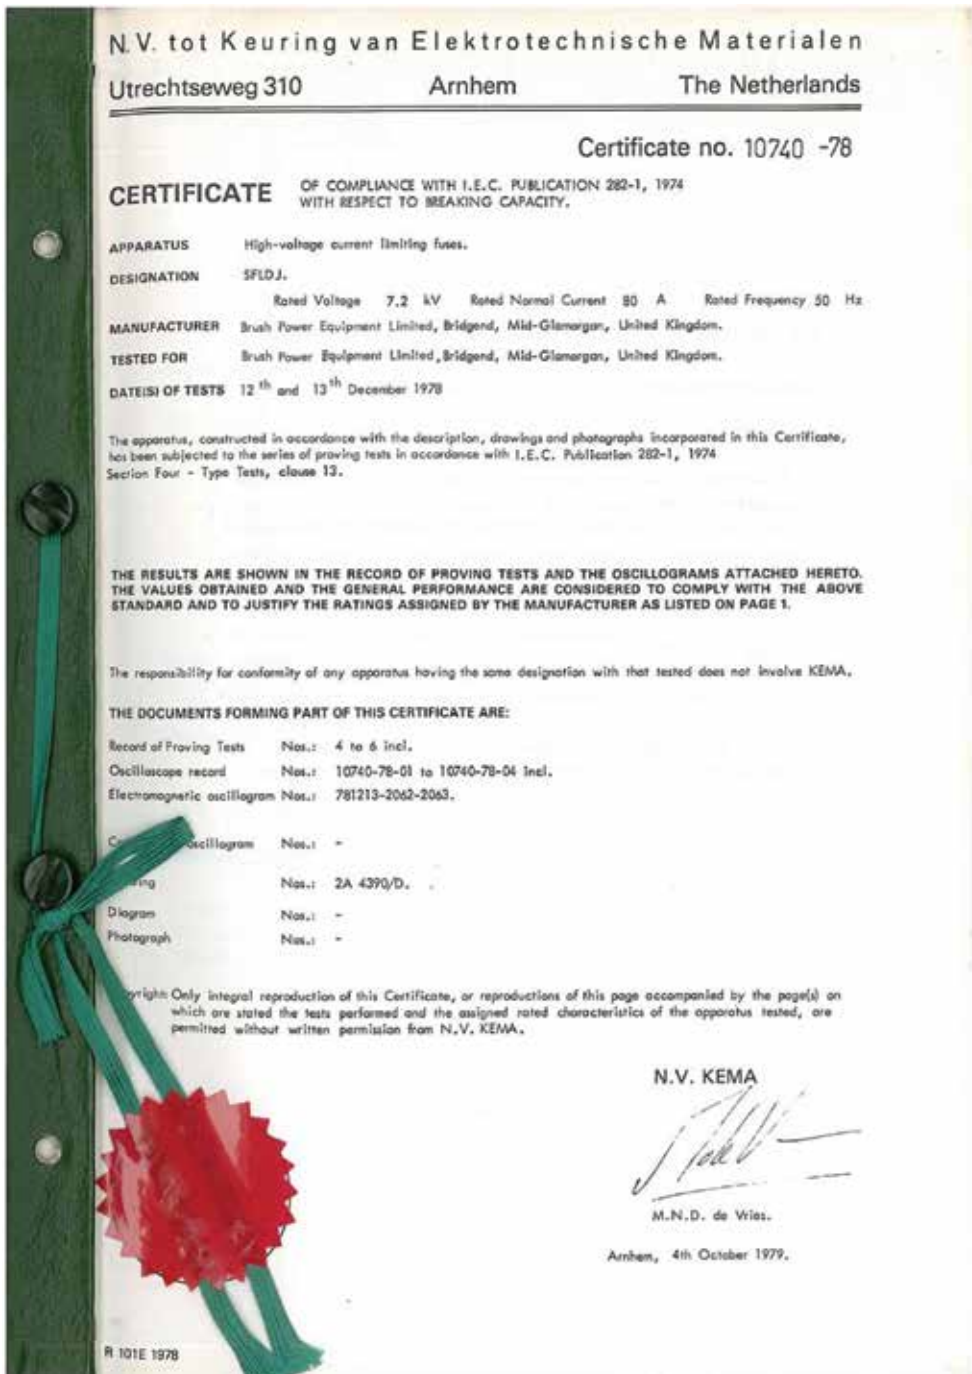 N.V. tot Keuring van Elektrotechnische Materialen
Utrechtseweg 310 Arnhem The Netherlands
Certificate no. 10740 -78
CERTIFICATE OF COMPLIANCE WITH I.E.C. PUBLICATION 282-1, 1974
WITH RESPECT TO BREAKING CAPACITY.
APPARATUS High-voltage current limiting fuses.
DESIGNATION SFLDJ.
Rated Voltage 7.2 kV Rated Normal Current 80 A Rated Frequency 50 Hz
MANUFACTURER Brush Power Equipment Limited, Bridgend, Mid-Glamorgan, United Kingdom.
TESTED FOR Brush Power Equipment Limited, Bridgend, Mid-Glamorgan, United Kingdom.
DATE(S) OF TESTS 12 th and 13 th December 1978
The apparatus, constructed in accordance with the description, drawings and photographs incorporated in this Certificate,
has been subjected to the series of proving tests in accordance with I.E.C. Publication 282-1, 1974
Section Four - Type Tests, clause 13.
THE RESULTS ARE SHOWN IN THE RECORD OF PROVING TESTS AND THE OSCILLOGRAMS ATTACHED HERETO.
THE VALUES OBTAINED AND THE GENERAL PERFORMANCE ARE CONSIDERED TO COMPLY WITH THE ABOVE
STANDARD AND TO JUSTIFY THE RATINGS ASSIGNED BY THE MANUFACTURER AS LISTED ON PAGE 1.
The responsibility for conformity of any apparatus having the same designation with that tested does not involve KEMA.
THE DOCUMENTS FORMING PART OF THIS CERTIFICATE ARE:
Record of Proving Tests Nos.: 4 to 6 incl.
Oscilloscope record Nos.: 10740-78-01 to 10740-78-04 incl.
Electromagnetic oscillogram Nos.: 781213-2062-2063.
oscillogram Nos.: -
Nos.: 2A 4390/D.
Diagram Nos.: -
Photograph Nos.: -
Only integral reproduction of this Certificate, or reproductions of this page accompanied by the page(s) on
which are stated the tests performed and the assigned rated characteristics of the apparatus tested, are
permitted without written permission from N.V. KEMA.
N.V. KEMA
M.N.D. de Vries.
Arnhem, 4th October 1979.
R 101E 1978